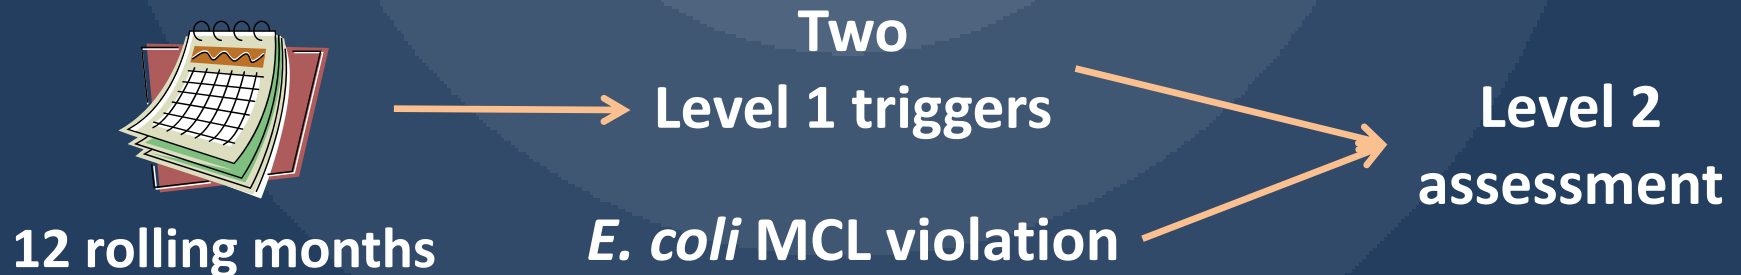 12 rolling months
Two
Level 1 triggers
E. coli MCL violation
Level 2
assessment